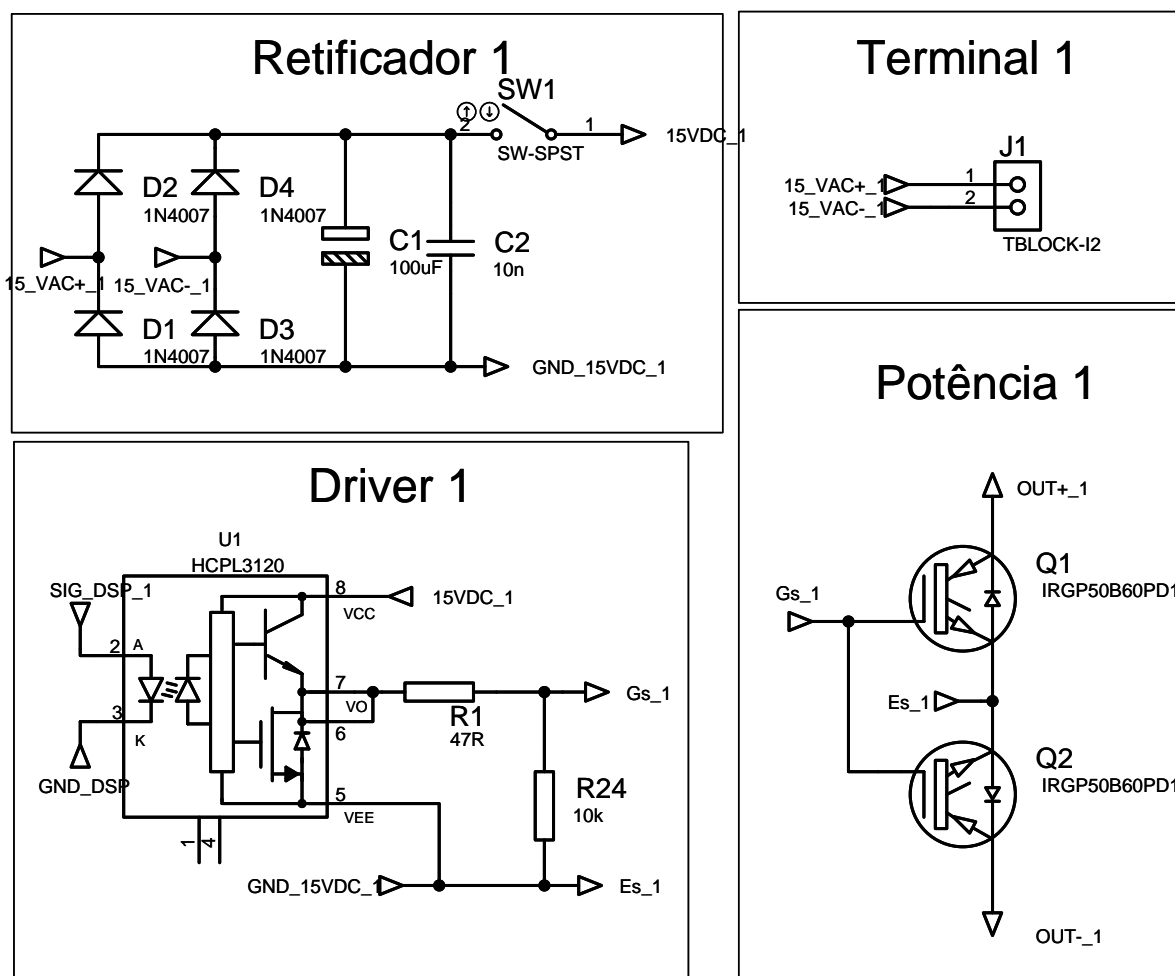 Retificador 1
SW1
2
1
15VDC_1
SW-SPST
D2
1N4007
D4
1N4007
C1
100uF
C2
10n
15_VAC+_1
15_VAC-_1
D1
1N4007
D3
1N4007
GND_15VDC_1
Terminal 1
J1
15_VAC+_1
1
15_VAC-_1
2
TBLOCK-I2
Driver 1
U1
HCPL3120
SIG_DSP_1
8
VCC
15VDC_1
2
A
7
VO
Gs_1
R1
47R
3
K
6
GND_DSP
5
VEE
R24
10k
1
4
GND_15VDC_1
Es_1
Potência 1
OUT+_1
Q1
IRGP50B60PD1
Gs_1
Es_1
Q2
IRGP50B60PD1
OUT-_1